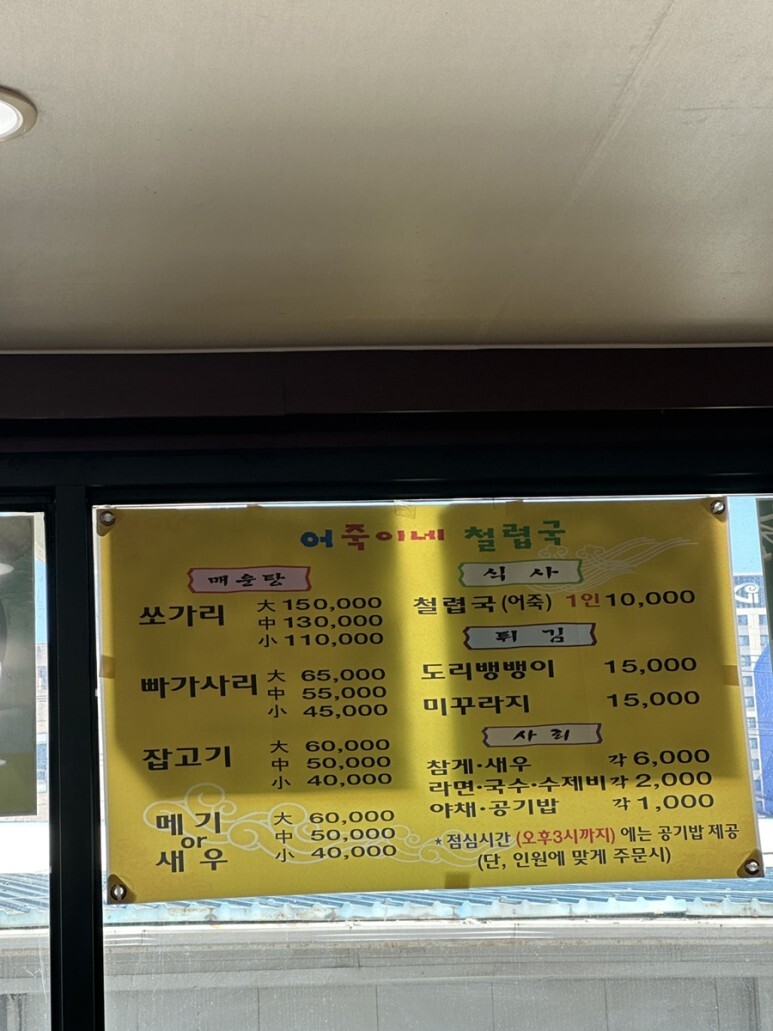 어죽이네 철렵국
매운탕
쏘가리 大 150,000
中 130,000
小 110,000
빠가사리 大 65,000
中 55,000
小 45,000
잡고기 大 60,000
中 50,000
小 40,000
메기 or 새우 大 60,000
中 50,000
小 40,000
식사
철렵국(어죽) 1인 10,000
튀김
도리뱅뱅이 15,000
미꾸라지 15,000
사리
참게·새우 각 6,000
라면·국수·수제비 각 2,000
야채·공기밥 각 1,000
* 점심시간 (오후3시까지) 에는 공기밥 제공
(단, 인원에 맞게 주문시)